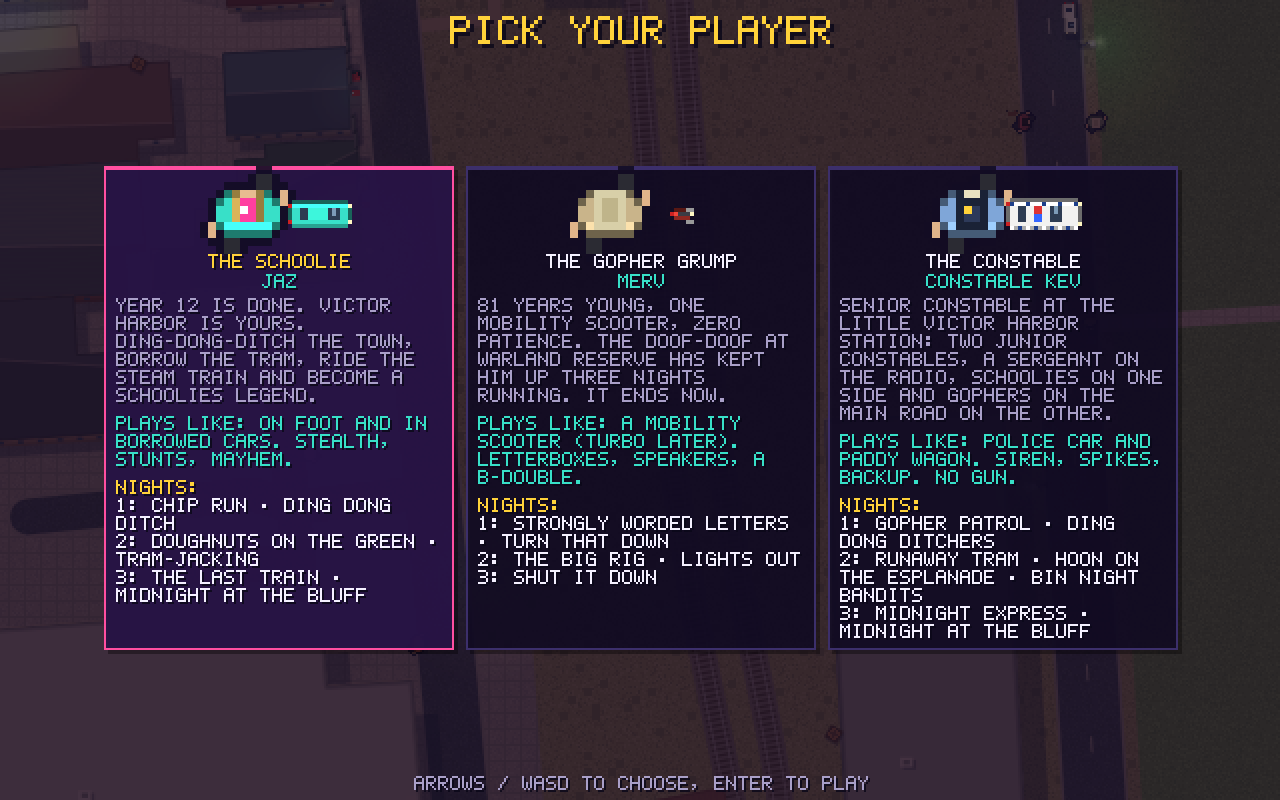 PICK YOUR PLAYER
THE SCHOOLIE
JAZ
YEAR 12 IS DONE. VICTOR
HARBOR IS YOURS.
DING-DONG-DITCH THE TOWN,
BORROW THE TRAM, RIDE THE
STEAM TRAIN AND BECOME A
SCHOOLIES LEGEND.
PLAYS LIKE: ON FOOT AND IN
BORROWED CARS. STEALTH,
STUNTS, MAYHEM.
NIGHTS:
1: CHIP RUN · DING DONG
DITCH
2: DOUGHNUTS ON THE GREEN ·
TRAM-JACKING
3: THE LAST TRAIN ·
MIDNIGHT AT THE BLUFF
THE GOPHER GRUMP
MERV
81 YEARS YOUNG, ONE
MOBILITY SCOOTER, ZERO
PATIENCE. THE DOOF-DOOF AT
WARLAND RESERVE HAS KEPT
HIM UP THREE NIGHTS
RUNNING. IT ENDS NOW.
PLAYS LIKE: A MOBILITY
SCOOTER (TURBO LATER).
LETTERBOXES, SPEAKERS, A
B-DOUBLE.
NIGHTS:
1: STRONGLY WORDED LETTERS
· TURN THAT DOWN
2: THE BIG RIG · LIGHTS OUT
3: SHUT IT DOWN
THE CONSTABLE
CONSTABLE KEV
SENIOR CONSTABLE AT THE
LITTLE VICTOR HARBOR
STATION: TWO JUNIOR
CONSTABLES, A SERGEANT ON
THE RADIO, SCHOOLIES ON ONE
SIDE AND GOPHERS ON THE
MAIN ROAD ON THE OTHER.
PLAYS LIKE: POLICE CAR AND
PADDY WAGON. SIREN, SPIKES,
BACKUP. NO GUN.
NIGHTS:
1: GOPHER PATROL · DING
DONG DITCHERS
2: RUNAWAY TRAM · HOON ON
THE ESPLANADE · BIN NIGHT
BANDITS
3: MIDNIGHT EXPRESS ·
MIDNIGHT AT THE BLUFF
ARROWS / WASD TO CHOOSE, ENTER TO PLAY